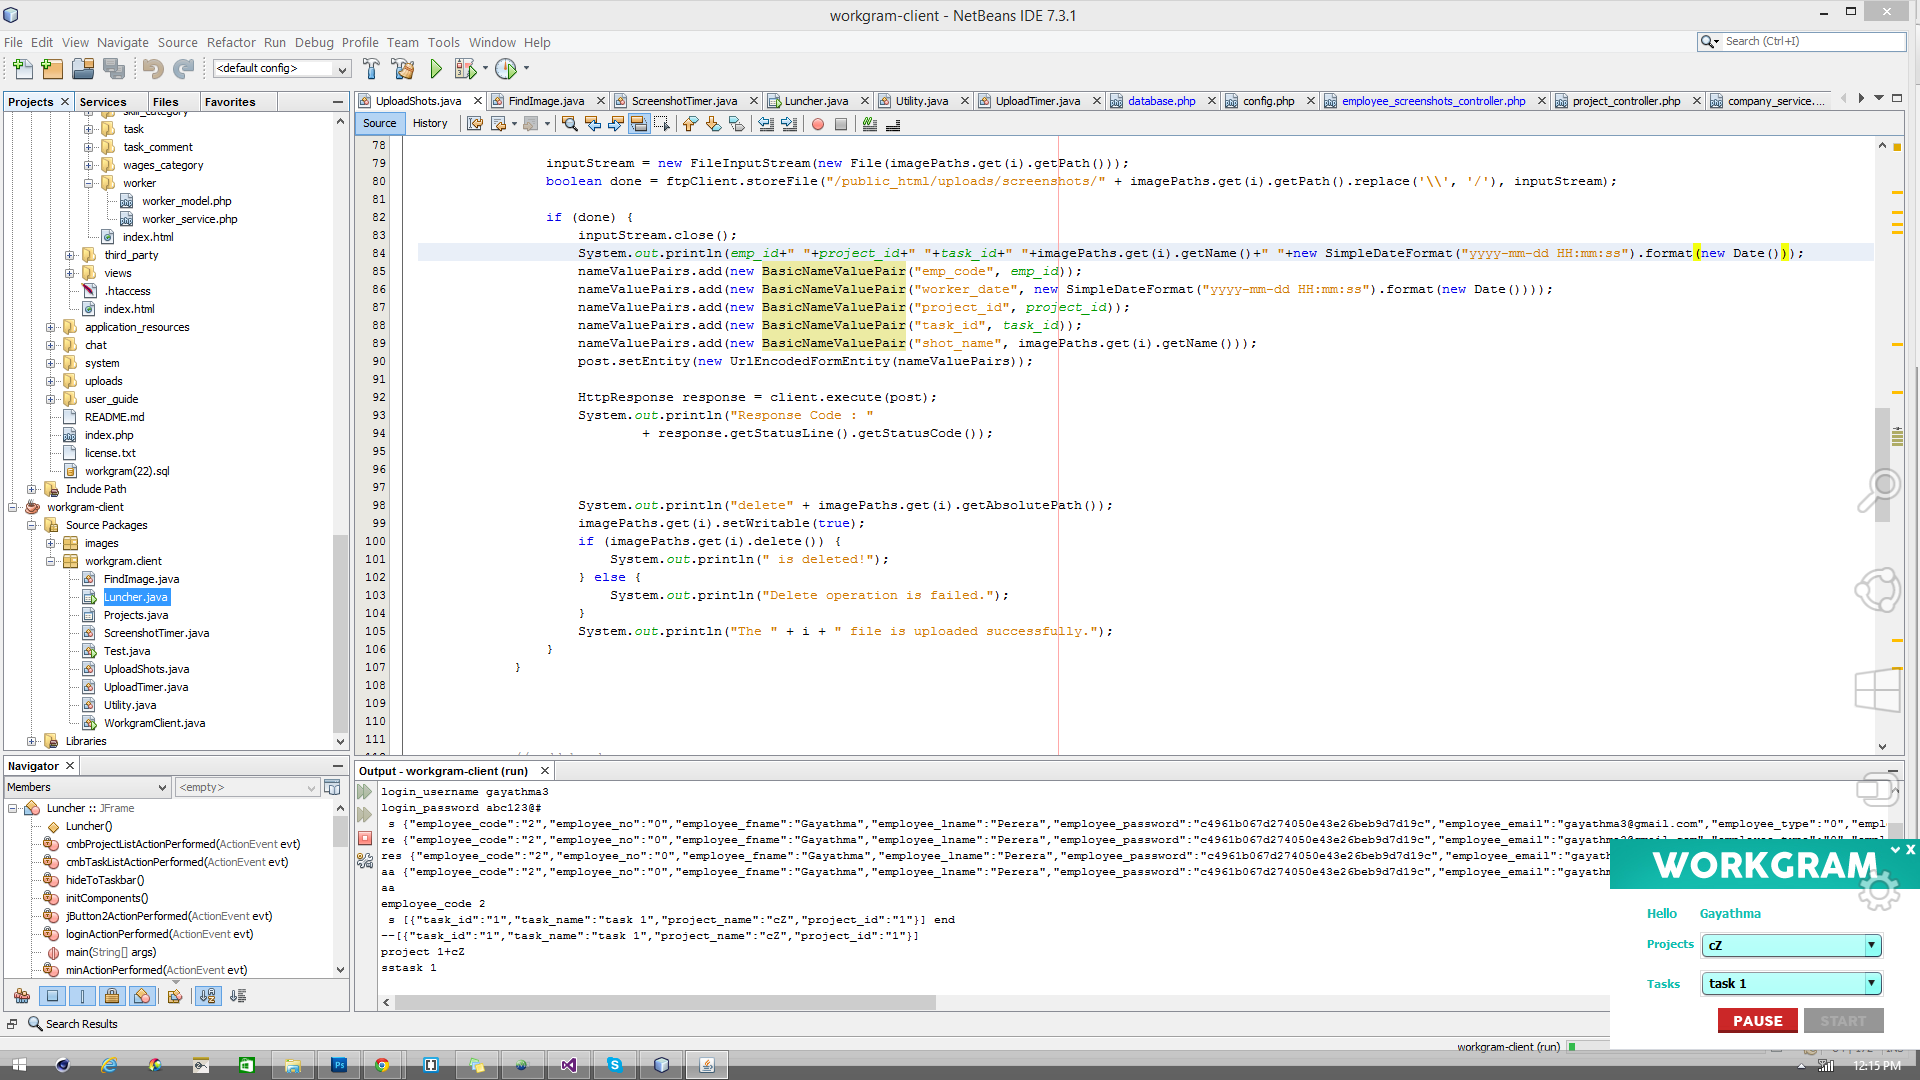 workgram-client - NetBeans IDE 7.3.1
File Edit View Navigate Source Refactor Run Debug Profile Team Tools Window Help
Search (Ctrl+I)
<default config>
Projects Services Files Favorites
UploadShots.java FindImage.java ScreenshotTimer.java Luncher.java Utility.java UploadTimer.java database.php config.php employee_screenshots_controller.php project_controller.php company_service....
Source History
skill_category
task
task_comment
wages_category
worker
worker_model.php
worker_service.php
index.html
third_party
views
.htaccess
index.html
application_resources
chat
system
uploads
user_guide
README.md
index.php
license.txt
workgram(22).sql
Include Path
workgram-client
Source Packages
images
workgram.client
FindImage.java
Luncher.java
Projects.java
ScreenshotTimer.java
Test.java
UploadShots.java
UploadTimer.java
Utility.java
WorkgramClient.java
Libraries
78
79 inputStream = new FileInputStream(new File(imagePaths.get(i).getPath()));
80 boolean done = ftpClient.storeFile("/public_html/uploads/screenshots/" + imagePaths.get(i).getPath().replace('\\', '/'), inputStream);
81
82 if (done) {
83 inputStream.close();
84 System.out.println(emp_id+" "+project_id+" "+task_id+" "+imagePaths.get(i).getName()+" "+new SimpleDateFormat("yyyy-mm-dd HH:mm:ss").format(new Date()));
85 nameValuePairs.add(new BasicNameValuePair("emp_code", emp_id));
86 nameValuePairs.add(new BasicNameValuePair("worker_date", new SimpleDateFormat("yyyy-mm-dd HH:mm:ss").format(new Date())));
87 nameValuePairs.add(new BasicNameValuePair("project_id", project_id));
88 nameValuePairs.add(new BasicNameValuePair("task_id", task_id));
89 nameValuePairs.add(new BasicNameValuePair("shot_name", imagePaths.get(i).getName()));
90 post.setEntity(new UrlEncodedFormEntity(nameValuePairs));
91
92 HttpResponse response = client.execute(post);
93 System.out.println("Response Code : "
94 + response.getStatusLine().getStatusCode());
95
96
97
98 System.out.println("delete" + imagePaths.get(i).getAbsolutePath());
99 imagePaths.get(i).setWritable(true);
100 if (imagePaths.get(i).delete()) {
101 System.out.println(" is deleted!");
102 } else {
103 System.out.println("Delete operation is failed.");
104 }
105 System.out.println("The " + i + " file is uploaded successfully.");
106 }
107 }
108
109
110
111
Navigator
Members <empty>
Luncher :: JFrame
Luncher()
cmbProjectListActionPerformed(ActionEvent evt)
cmbTaskListActionPerformed(ActionEvent evt)
hideToTaskbar()
initComponents()
jButton2ActionPerformed(ActionEvent evt)
loginActionPerformed(ActionEvent evt)
main(String[] args)
minActionPerformed(ActionEvent evt)
Output - workgram-client (run)
login_username gayathma3
login_password abc123@#
s {"employee_code":"2","employee_no":"0","employee_fname":"Gayathma","employee_lname":"Perera","employee_password":"c4961b067d274050e43e26beb9d7d19c","employee_email":"gayathma3@gmail.com","employee_type":"0","empl
re {"employee_code":"2","employee_no":"0","employee_fname":"Gayathma","employee_lname":"Perera","employee_password":"c4961b067d274050e43e26beb9d7d19c","employee_email":"gayathma3@gmail.com","employee_type":"0","emp
res {"employee_code":"2","employee_no":"0","employee_fname":"Gayathma","employee_lname":"Perera","employee_password":"c4961b067d274050e43e26beb9d7d19c","employee_email":"gayath
aa {"employee_code":"2","employee_no":"0","employee_fname":"Gayathma","employee_lname":"Perera","employee_password":"c4961b067d274050e43e26beb9d7d19c","employee_email":"gayathm
aa
employee_code 2
s [{"task_id":"1","task_name":"task 1","project_name":"cZ","project_id":"1"}] end
--[{"task_id":"1","task_name":"task 1","project_name":"cZ","project_id":"1"}]
project 1+cZ
sstask 1
WORKGRAM
X
Hello Gayathma
Projects cZ
Tasks task 1
PAUSE START
Search Results
workgram-client (run)
12:15 PM